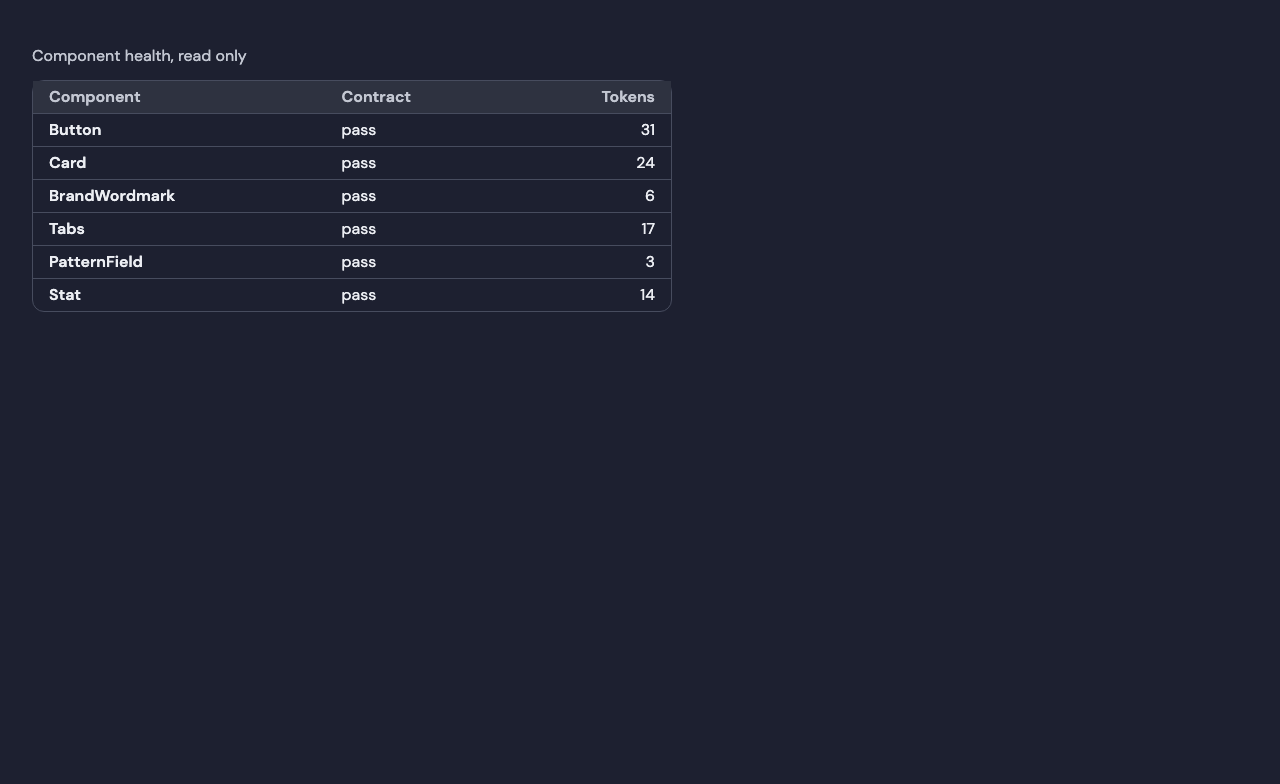 Component health, read only
Component Contract Tokens
Button pass 31
Card pass 24
BrandWordmark pass 6
Tabs pass 17
PatternField pass 3
Stat pass 14